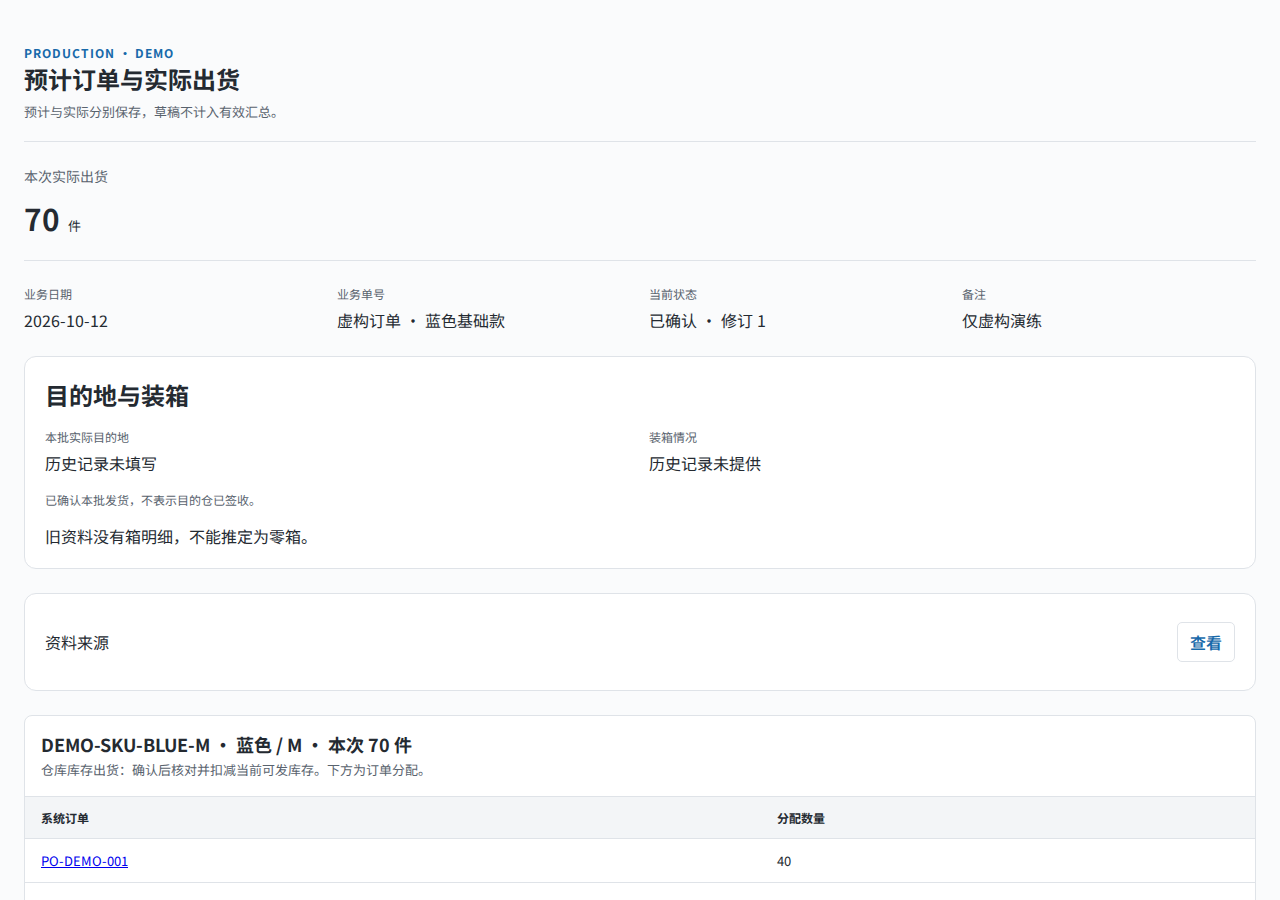 PRODUCTION · DEMO
预计订单与实际出货
预计与实际分别保存，草稿不计入有效汇总。
本次实际出货
70 件
业务日期
2026-10-12
业务单号
虚构订单 · 蓝色基础款
当前状态
已确认 · 修订 1
备注
仅虚构演练
目的地与装箱
本批实际目的地
历史记录未填写
装箱情况
历史记录未提供
已确认本批发货，不表示目的仓已签收。
旧资料没有箱明细，不能推定为零箱。
资料来源
查看
DEMO-SKU-BLUE-M · 蓝色 / M · 本次 70 件
仓库库存出货：确认后核对并扣减当前可发库存。下方为订单分配。
系统订单 分配数量
PO-DEMO-001 40